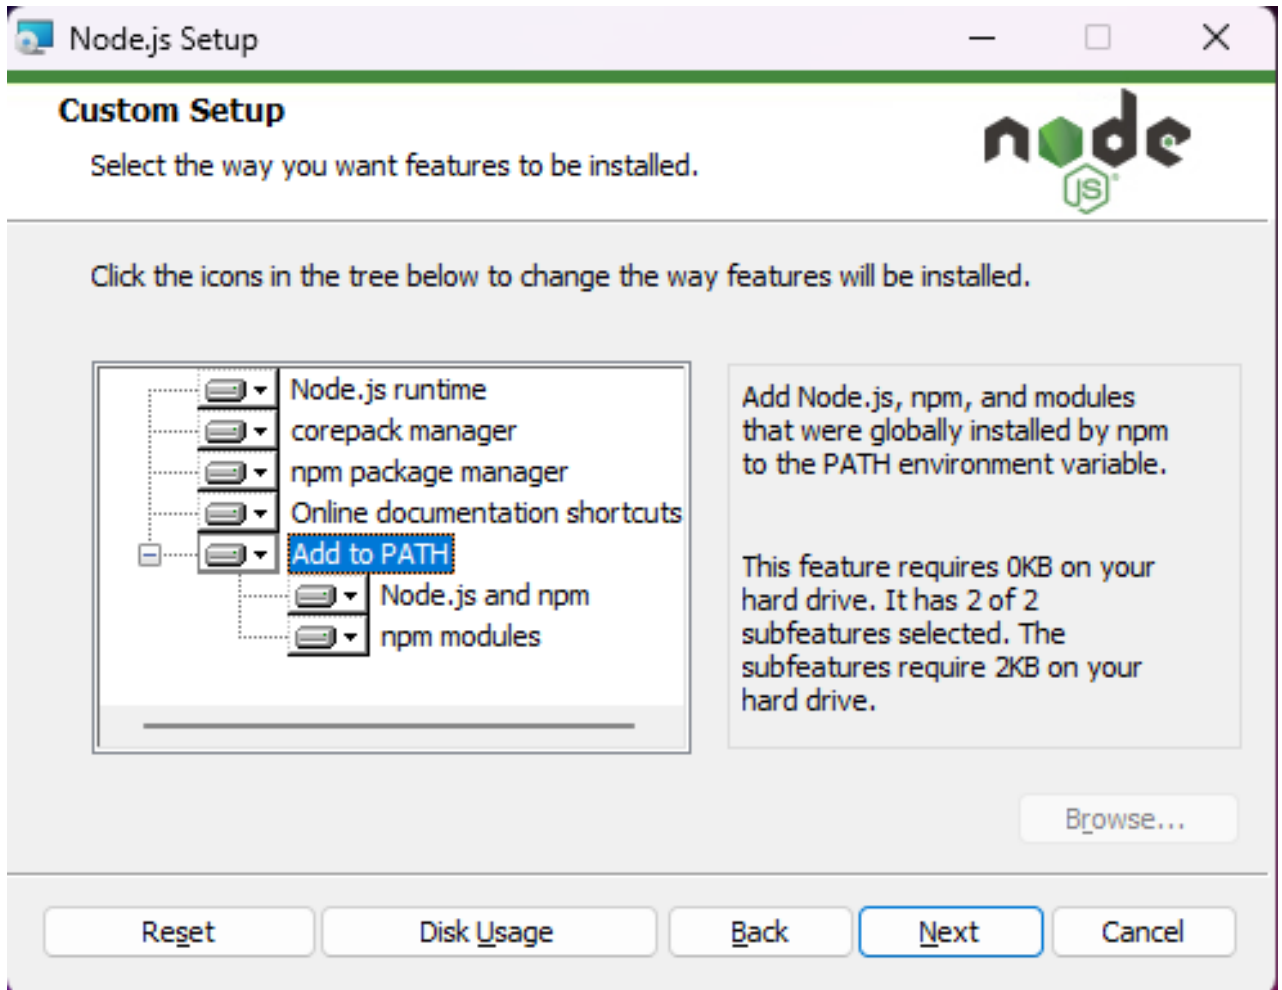 Node.js Setup
Custom Setup
Select the way you want features to be installed.
node
JS
Click the icons in the tree below to change the way features will be installed.
Node.js runtime
corepack manager
npm package manager
Online documentation shortcuts
Add to PATH
Node.js and npm
npm modules
Add Node.js, npm, and modules
that were globally installed by npm
to the PATH environment variable.
This feature requires 0KB on your
hard drive. It has 2 of 2
subfeatures selected. The
subfeatures require 2KB on your
hard drive.
Browse...
Reset
Disk Usage
Back
Next
Cancel